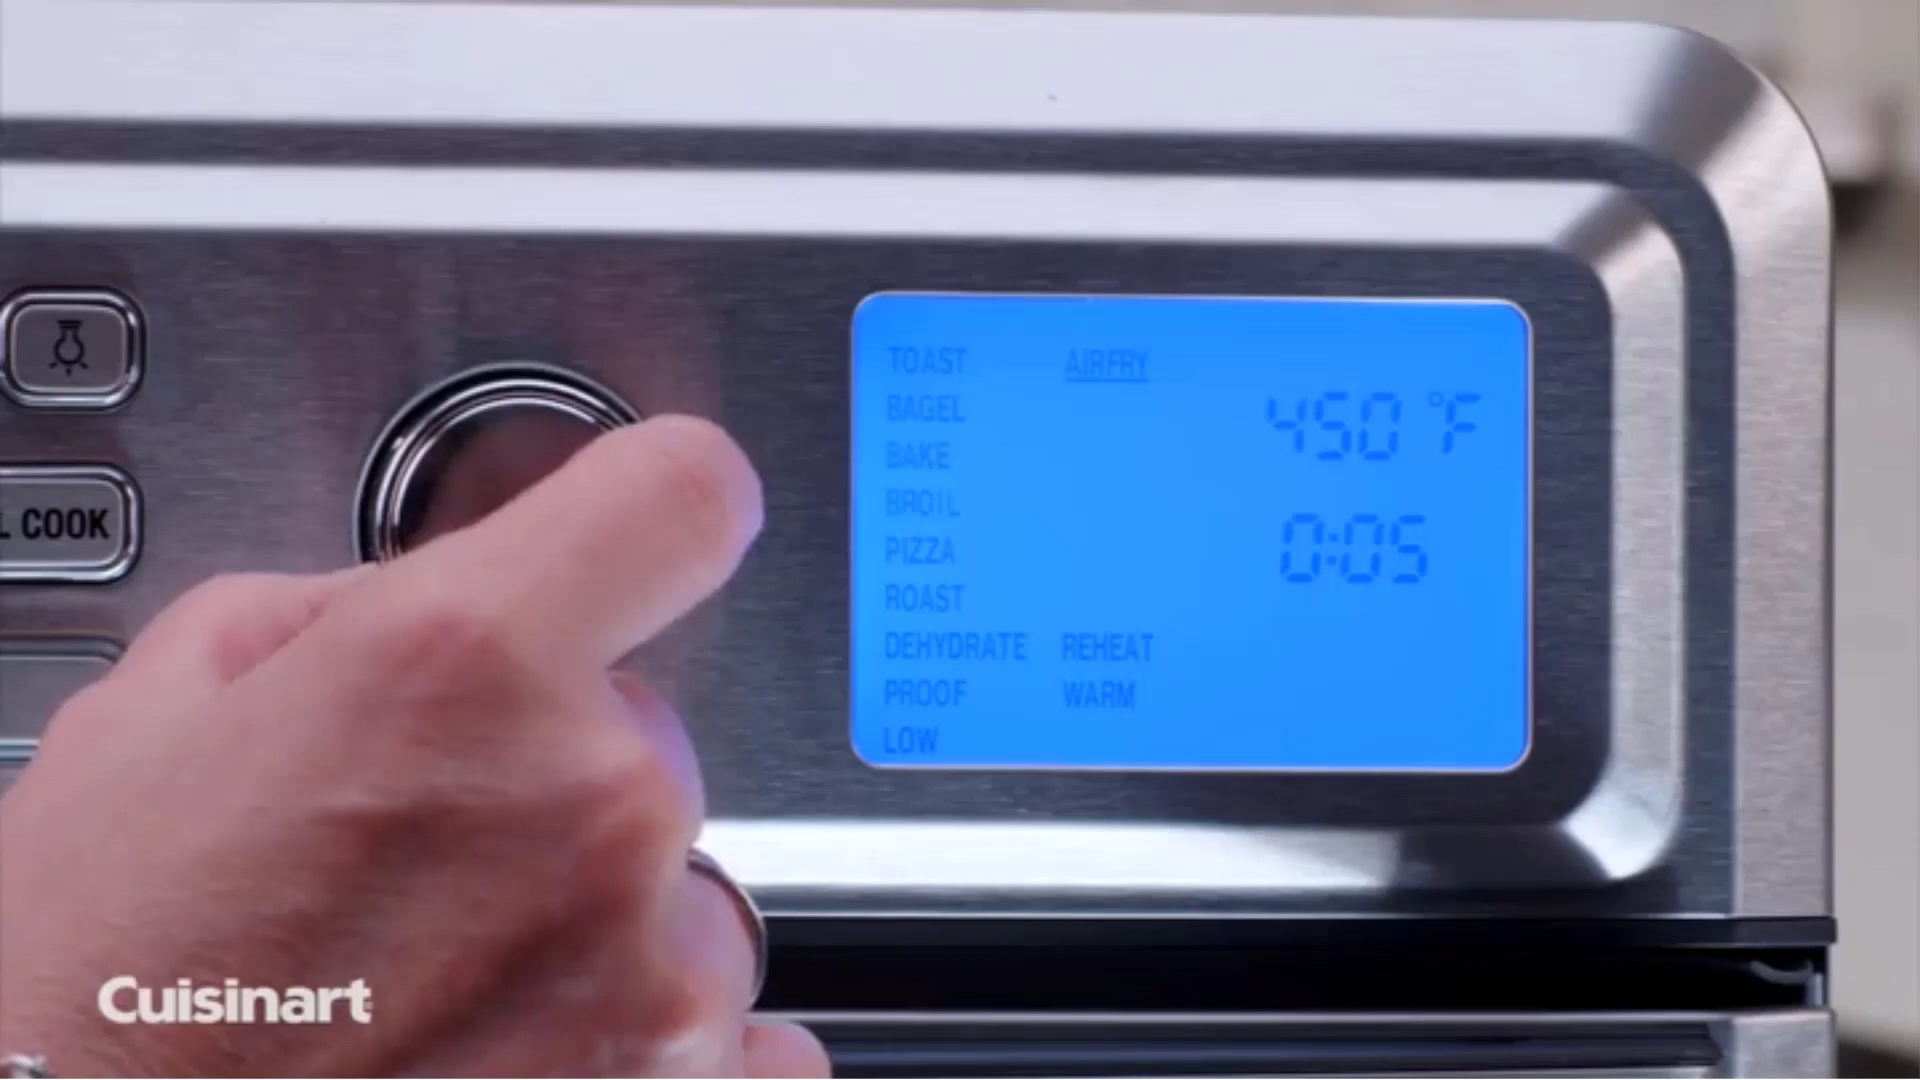 TOAST AIRFRY
BAGEL
450 °F
BAKE
BROIL
0:05
PIZZA
ROAST
DEHYDRATE REHEAT
PROOF WARM
LOW
L COOK
Cuisinart